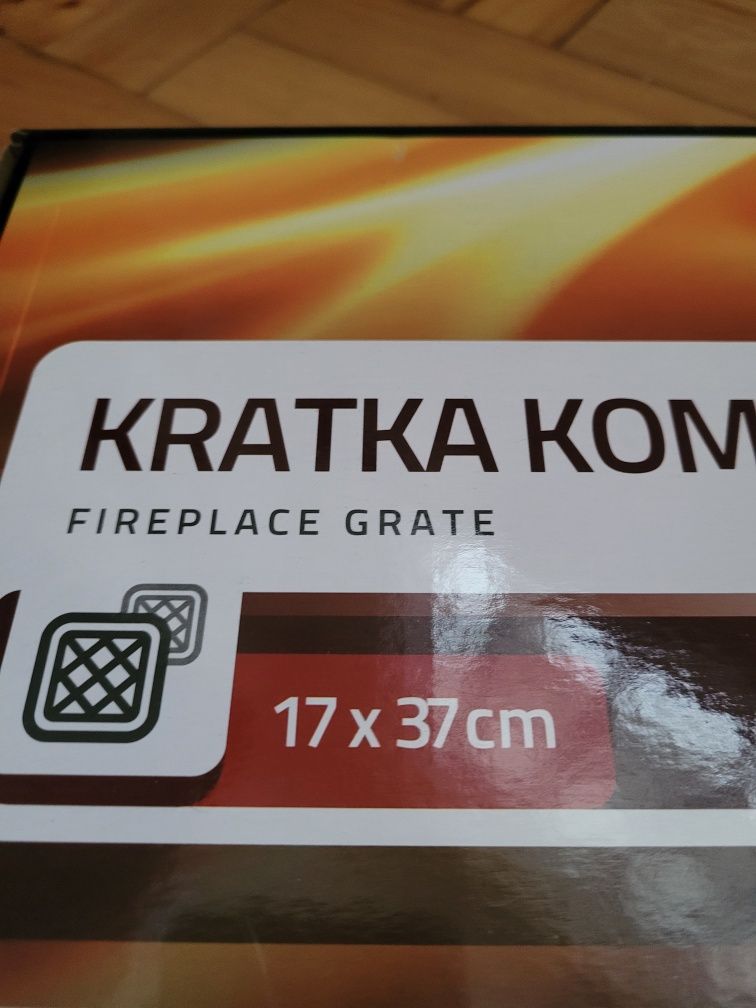 KRATKA KOM
FIREPLACE GRATE
17 x 37 cm